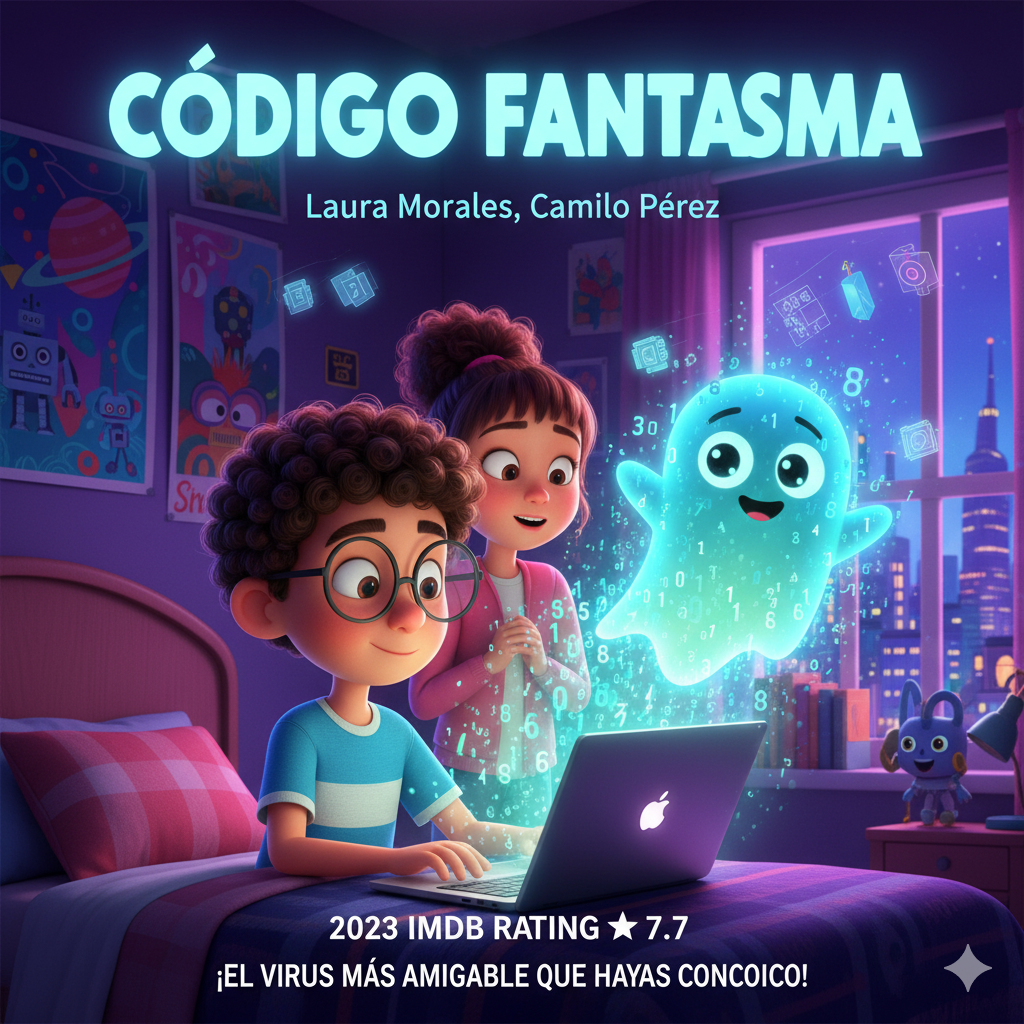 CÓDIGO FANTASMA
Laura Morales, Camilo Pérez
2023 IMDB RATING ★ 7.7
¡EL VIRUS MÁS AMIGABLE QUE HAYAS CONCOICO!